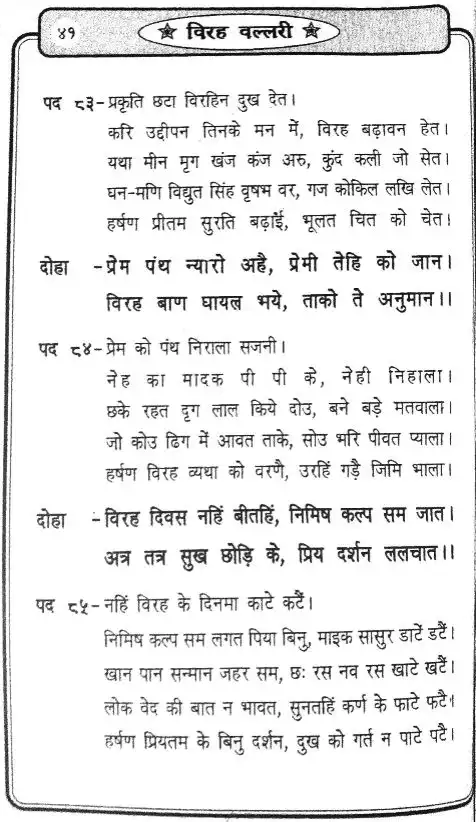 ४१
☆ विरह वल्लरी ☆
पद ८३–प्रकृति छटा विरहिन दुख देत।
करि उद्दीपन तिनके मन में, विरह बढ़ावन हेत।
यथा मीन मृग खंज कंज अरु, कुंद कली जो सेत।
घन-मणि विद्युत सिंह वृषभ वर, गज कोकिल लखि लेत।
हर्षण प्रीतम सुरति बढ़ाई, भूलत चित को चेत।
दोहा –प्रेम पंथ न्यारो अहै, प्रेमी तेहि को जान।
विरह बाण घायल भये, ताको ते अनुमान।।
पद ८४–प्रेम को पंथ निराला सजनी।
नेह का मादक पी पी के, नेही निहाला।
छके रहत दृग लाल किये दोउ, बने बड़े मतवाला।
जो कोउ ढिग में आवत ताके, सोउ भरि पीवत प्याला।
हर्षण विरह व्यथा को वरणै, उरहिं गड़ै जिमि भाला।
दोहा –विरह दिवस नहिं बीतहिं, निमिष कल्प सम जात।
अत्र तत्र सुख छोड़ि के, प्रिय दर्शन ललचात।।
पद ८५–नहिं विरह के दिनमा काटे कटैं।
निमिष कल्प सम लगत पिया बिनु, माइक सासुर डाटें डटैं।
खान पान सन्मान जहर सम, छः रस नव रस खाटे खटैं।
लोक वेद की बात न भावत, सुनतहिं कर्ण के फाटे फटै।
हर्षण प्रियतम के बिनु दर्शन, दुख को गर्त न पाटे पटै।